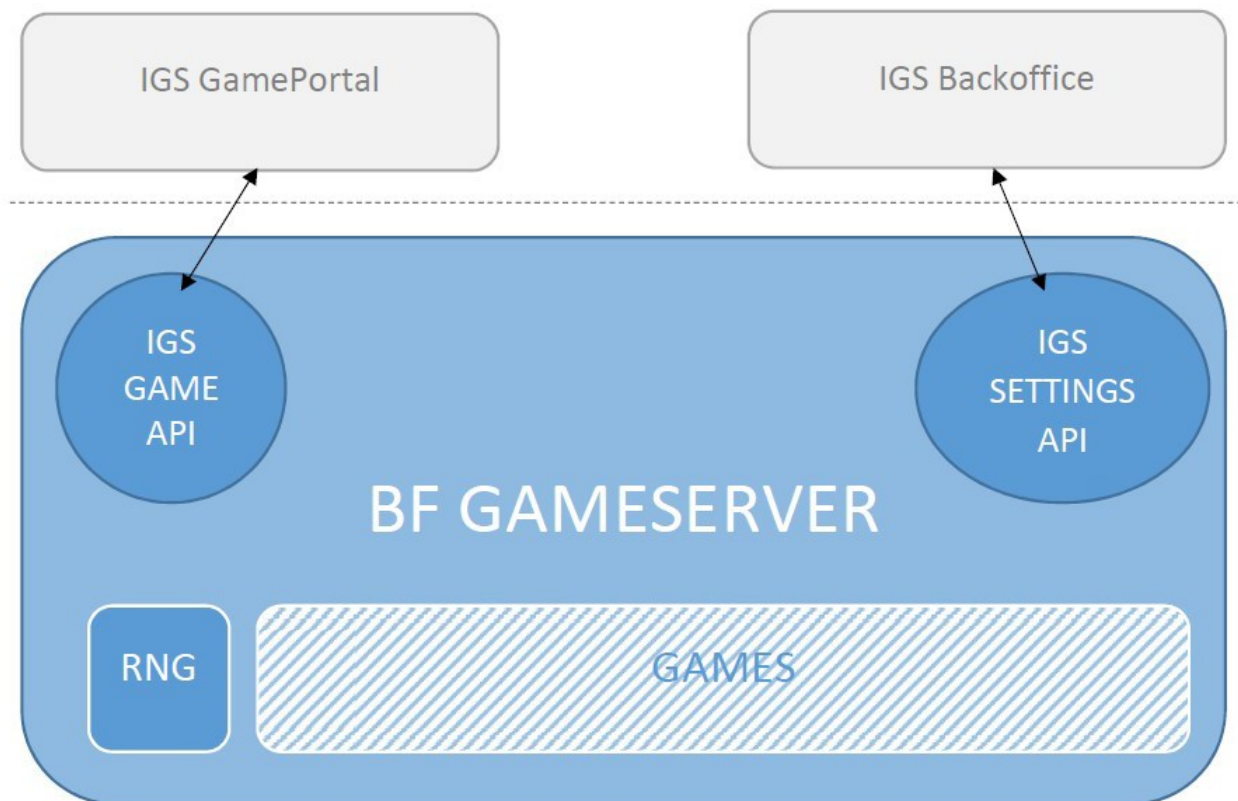 IGS GamePortal
IGS Backoffice
IGS
GAME
API
IGS
SETTINGS
API
BF GAMESERVER
RNG
GAMES